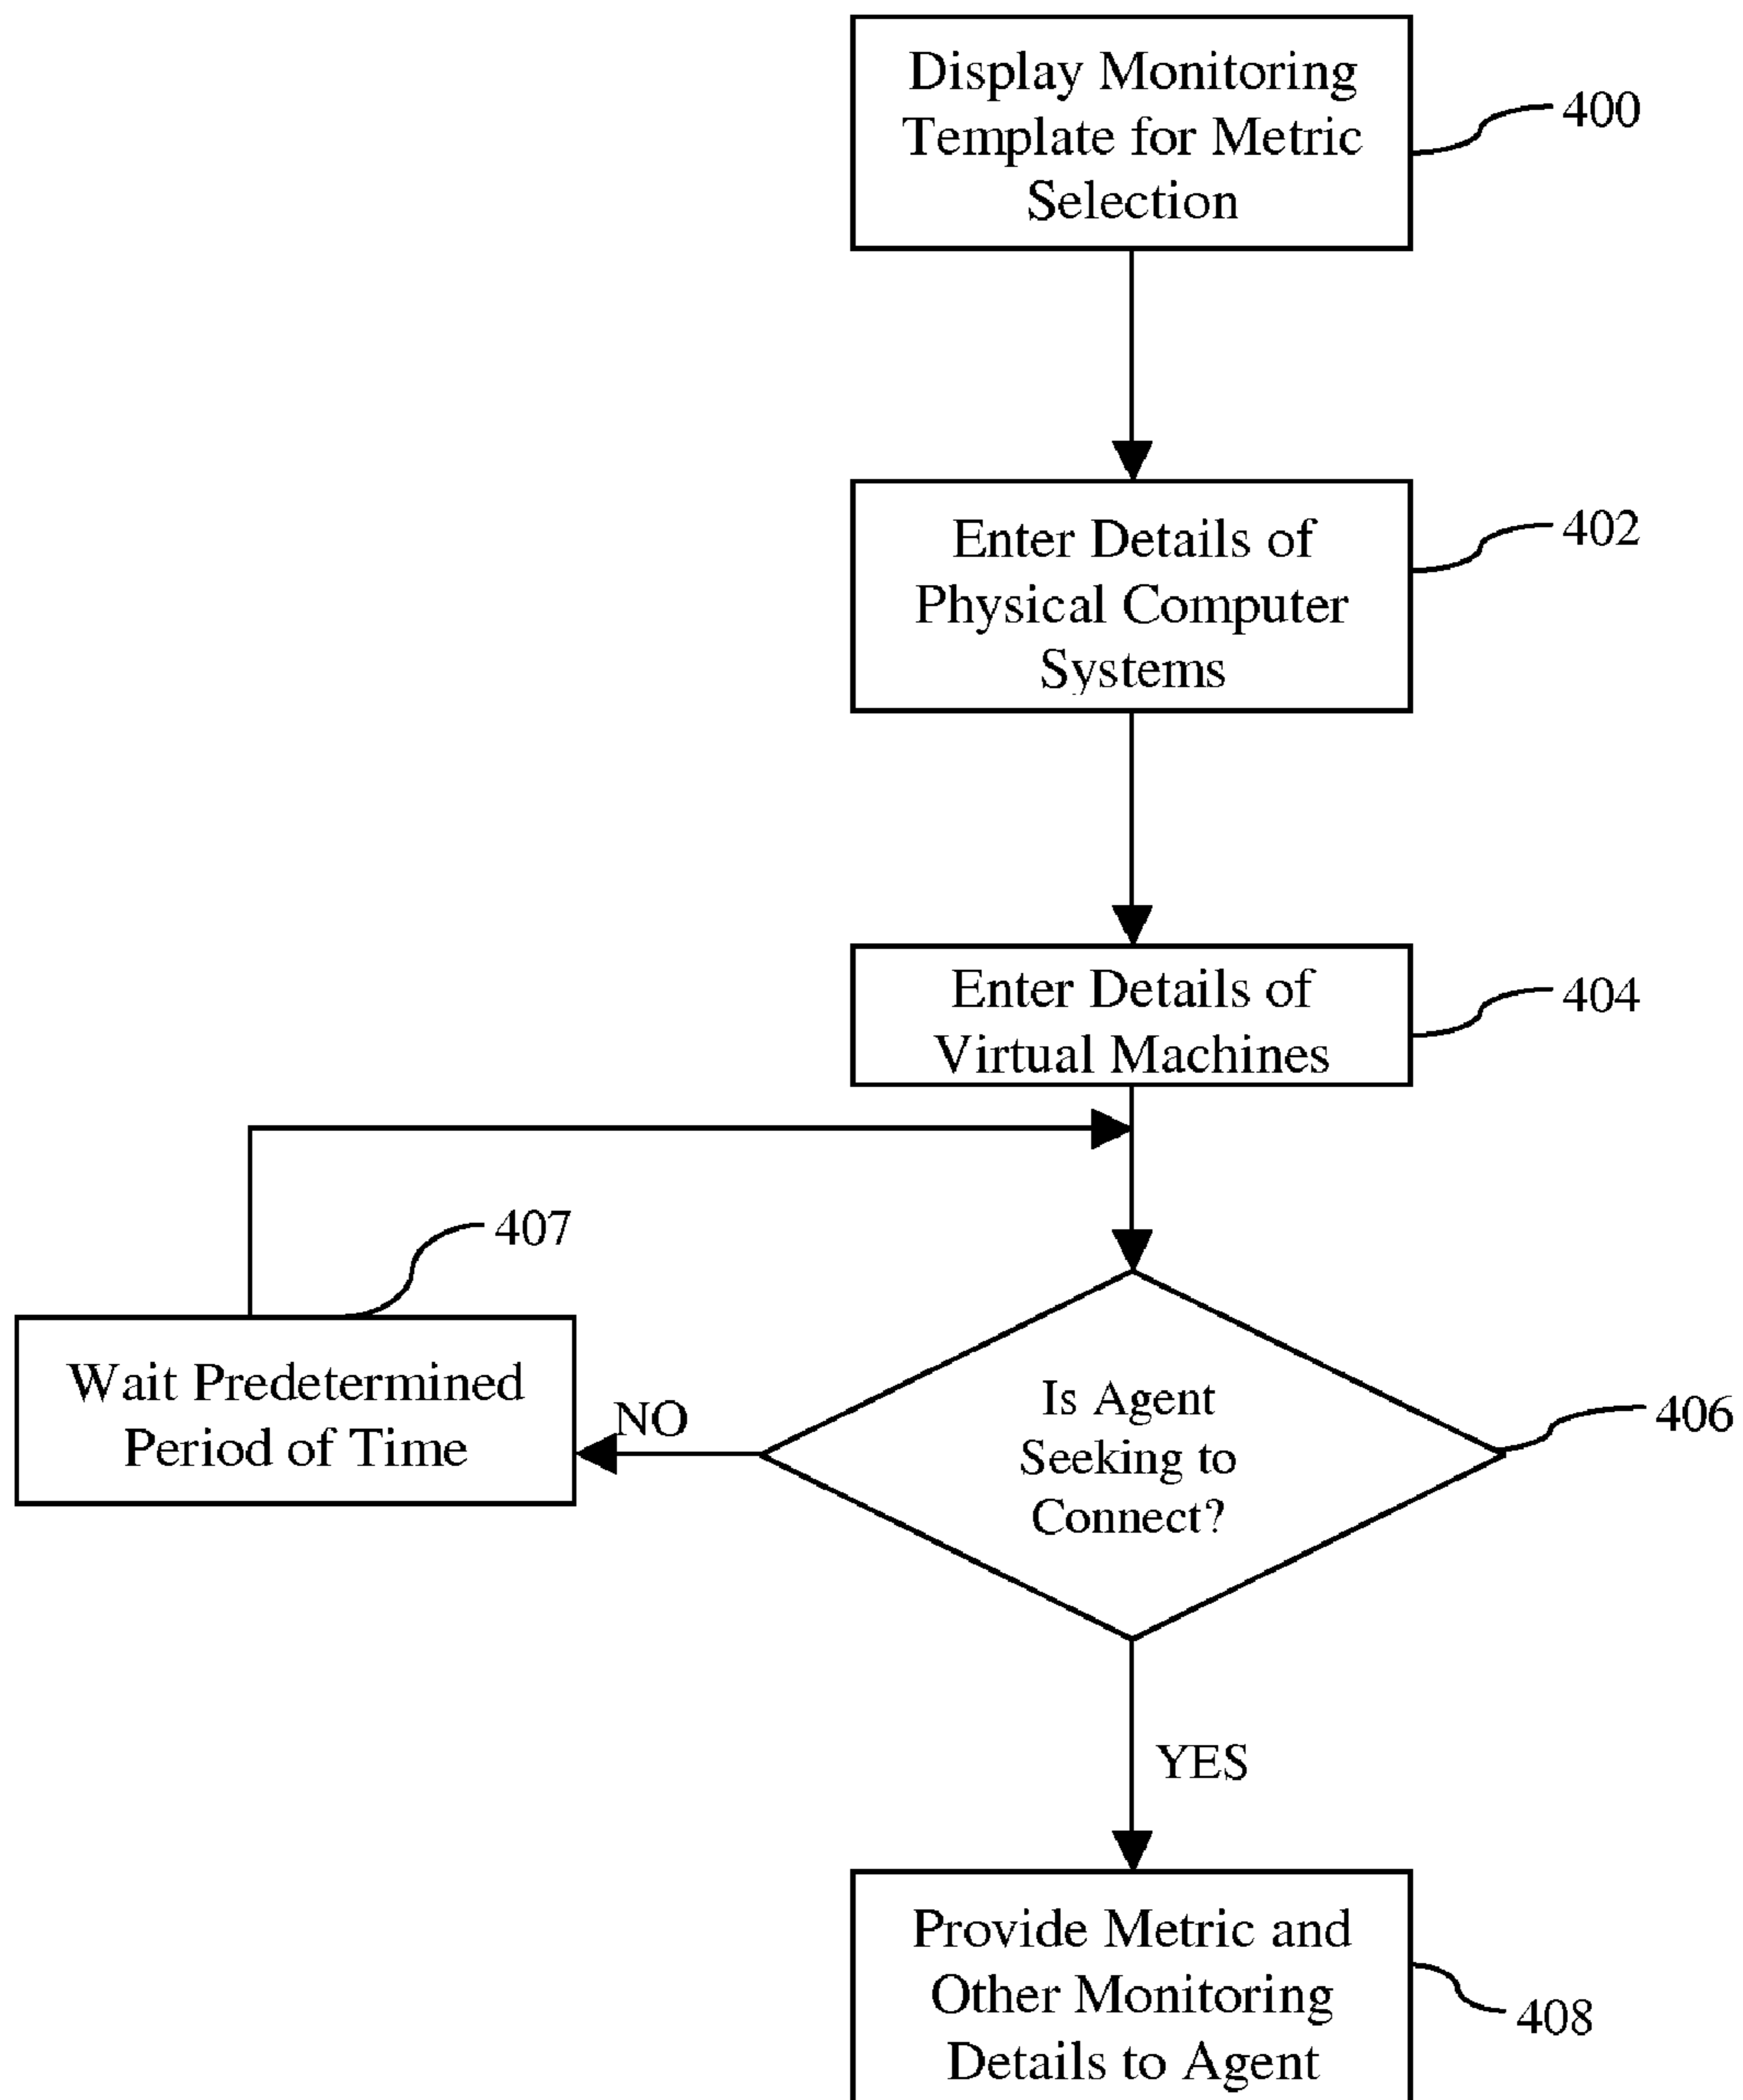 Display Monitoring
Template for Metric
Selection
400
Enter Details of
Physical Computer
Systems
402
Enter Details of
Virtual Machines
404
407
Wait Predetermined
Period of Time
NO
Is Agent
Seeking to
Connect?
406
YES
Provide Metric and
Other Monitoring
Details to Agent
408